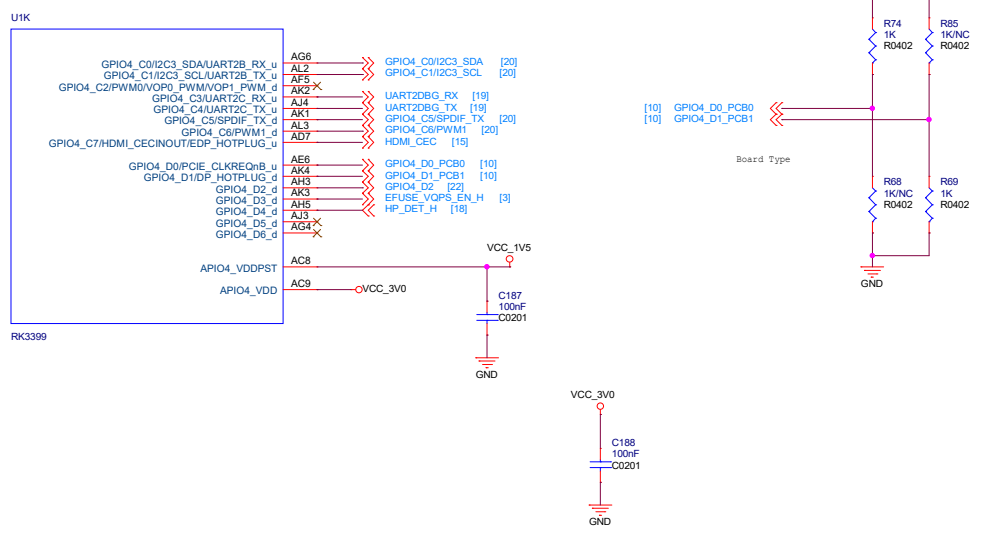 U1K
GPIO4_C0/I2C3_SDA/UART2B_RX_u AG6 GPIO4_C0/I2C3_SDA [20]
GPIO4_C1/I2C3_SCL/UART2B_TX_u AL2 GPIO4_C1/I2C3_SCL [20]
GPIO4_C2/PWM0/VOP0_PWM/VOP1_PWM_d AF5
GPIO4_C3/UART2C_RX_u AK2 UART2DBG_RX [19]
GPIO4_C4/UART2C_TX_u AJ4 UART2DBG_TX [19]
GPIO4_C5/SPDIF_TX_d AK1 GPIO4_C5/SPDIF_TX [20]
GPIO4_C6/PWM1_d AL3 GPIO4_C6/PWM1 [20]
GPIO4_C7/HDMI_CECINOUT/EDP_HOTPLUG_u AD7 HDMI_CEC [15]
GPIO4_D0/PCIE_CLKREQnB_u AE6 GPIO4_D0_PCB0 [10]
GPIO4_D1/DP_HOTPLUG_d AK4 GPIO4_D1_PCB1 [10]
GPIO4_D2_d AH3 GPIO4_D2 [22]
GPIO4_D3_d AK3 EFUSE_VQPS_EN_H [3]
GPIO4_D4_d AH5 HP_DET_H [18]
GPIO4_D5_d AJ3
GPIO4_D6_d AG4
APIO4_VDDPST AC8
VCC_1V5
APIO4_VDD AC9 VCC_3V0
C187
100nF
C0201
GND
RK3399
VCC_3V0
C188
100nF
C0201
GND
R74
1K
R0402
R85
1K/NC
R0402
[10] GPIO4_D0_PCB0
[10] GPIO4_D1_PCB1
Board Type
R68
1K/NC
R0402
R69
1K
R0402
GND